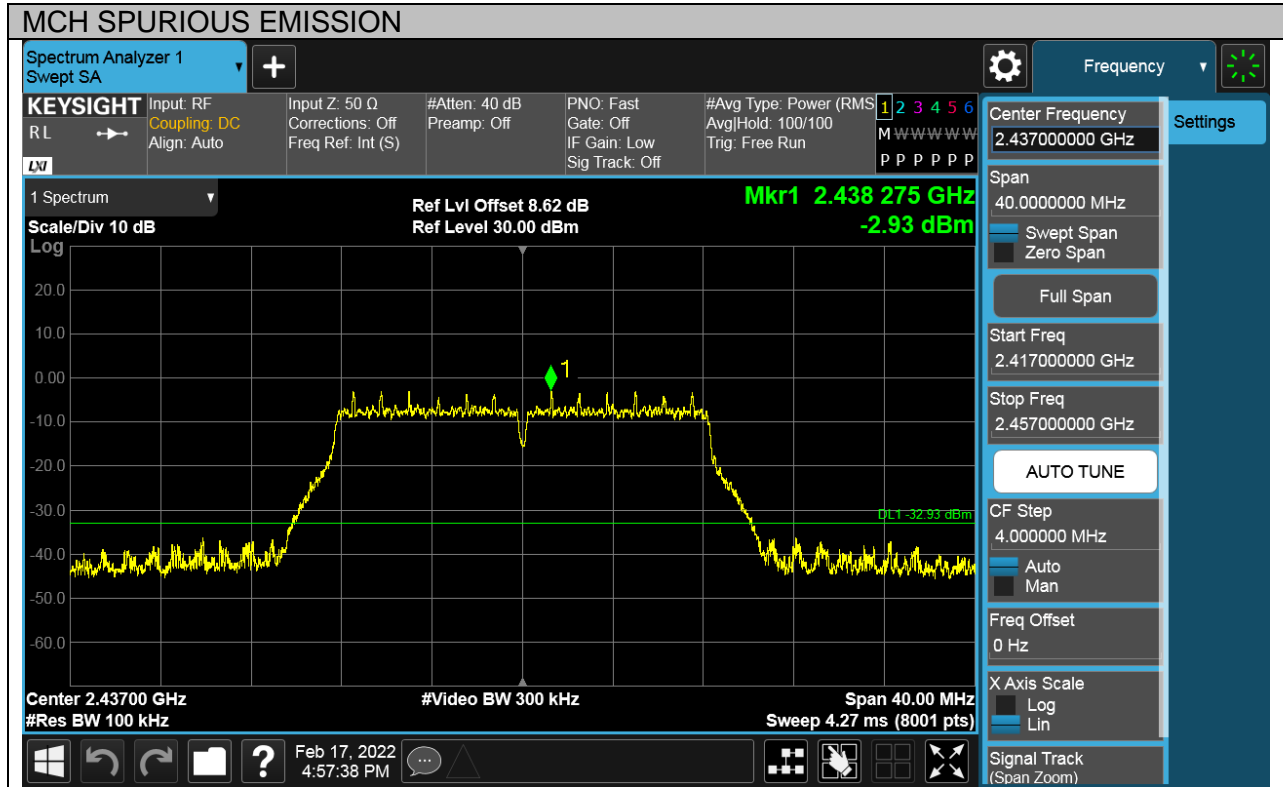 MCH SPURIOUS EMISSION
Spectrum Analyzer 1
Swept SA
Frequency
KEYSIGHT
R L
LXI
Input: RF
Coupling: DC
Align: Auto
Input Z: 50 Ω
Corrections: Off
Freq Ref: Int (S)
#Atten: 40 dB
Preamp: Off
PNO: Fast
Gate: Off
IF Gain: Low
Sig Track: Off
#Avg Type: Power (RMS
Avg|Hold: 100/100
Trig: Free Run
1 2 3 4 5 6
M W W W W W
P P P P P P
1 Spectrum
Scale/Div 10 dB
Ref Lvl Offset 8.62 dB
Ref Level 30.00 dBm
Mkr1 2.438 275 GHz
-2.93 dBm
Log
20.0
10.0
0.00
-10.0
-20.0
-30.0
-40.0
-50.0
-60.0
1
DL1 -32.93 dBm
Center 2.43700 GHz
#Res BW 100 kHz
#Video BW 300 kHz
Span 40.00 MHz
Sweep 4.27 ms (8001 pts)
Feb 17, 2022
4:57:38 PM
Center Frequency
2.437000000 GHz
Settings
Span
40.0000000 MHz
Swept Span
Zero Span
Full Span
Start Freq
2.417000000 GHz
Stop Freq
2.457000000 GHz
AUTO TUNE
CF Step
4.000000 MHz
Auto
Man
Freq Offset
0 Hz
X Axis Scale
Log
Lin
Signal Track
(Span Zoom)